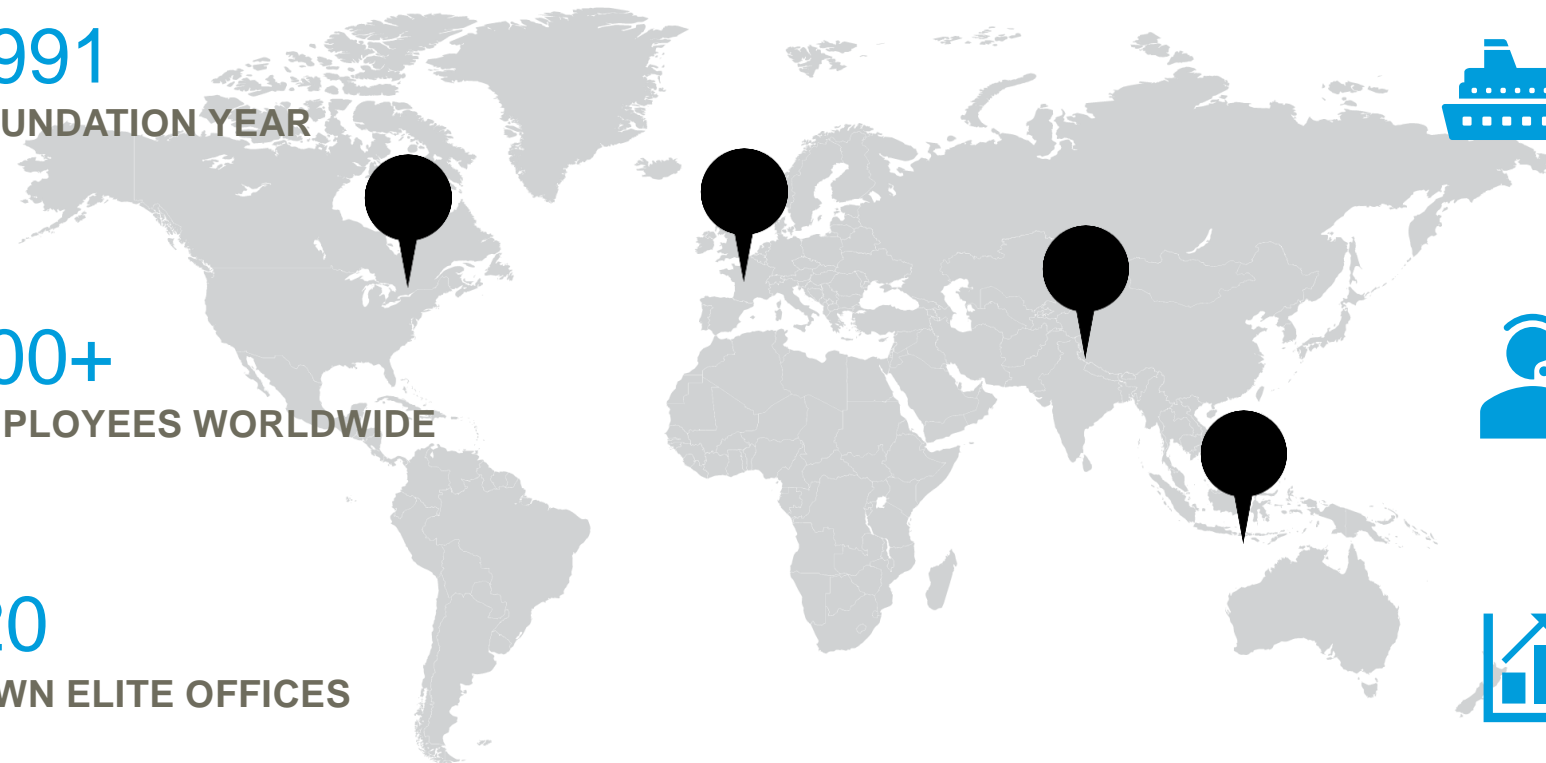 991
UNDATION YEAR
00+
PLOYEES WORLDWIDE
20
WN ELITE OFFICES